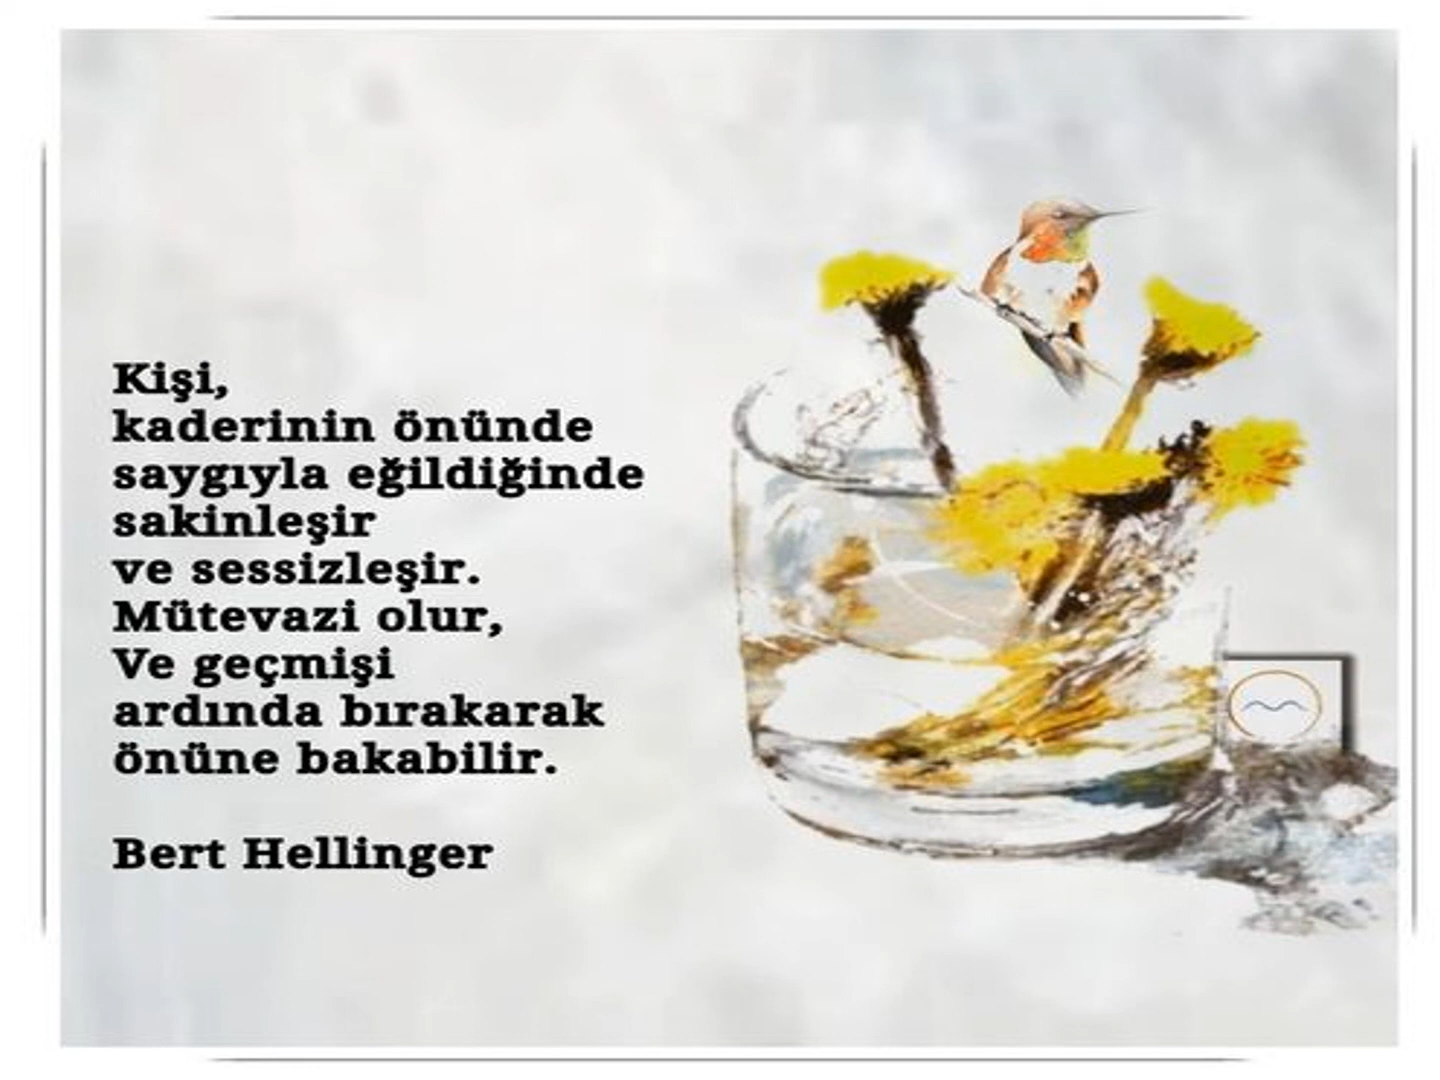 Kişi,
kaderinin önünde
saygıyla eğildiğinde
sakinleşir
ve sessizleşir.
Mütevazi olur,
Ve geçmişi
ardında bırakarak
önüne bakabilir.
Bert Hellinger